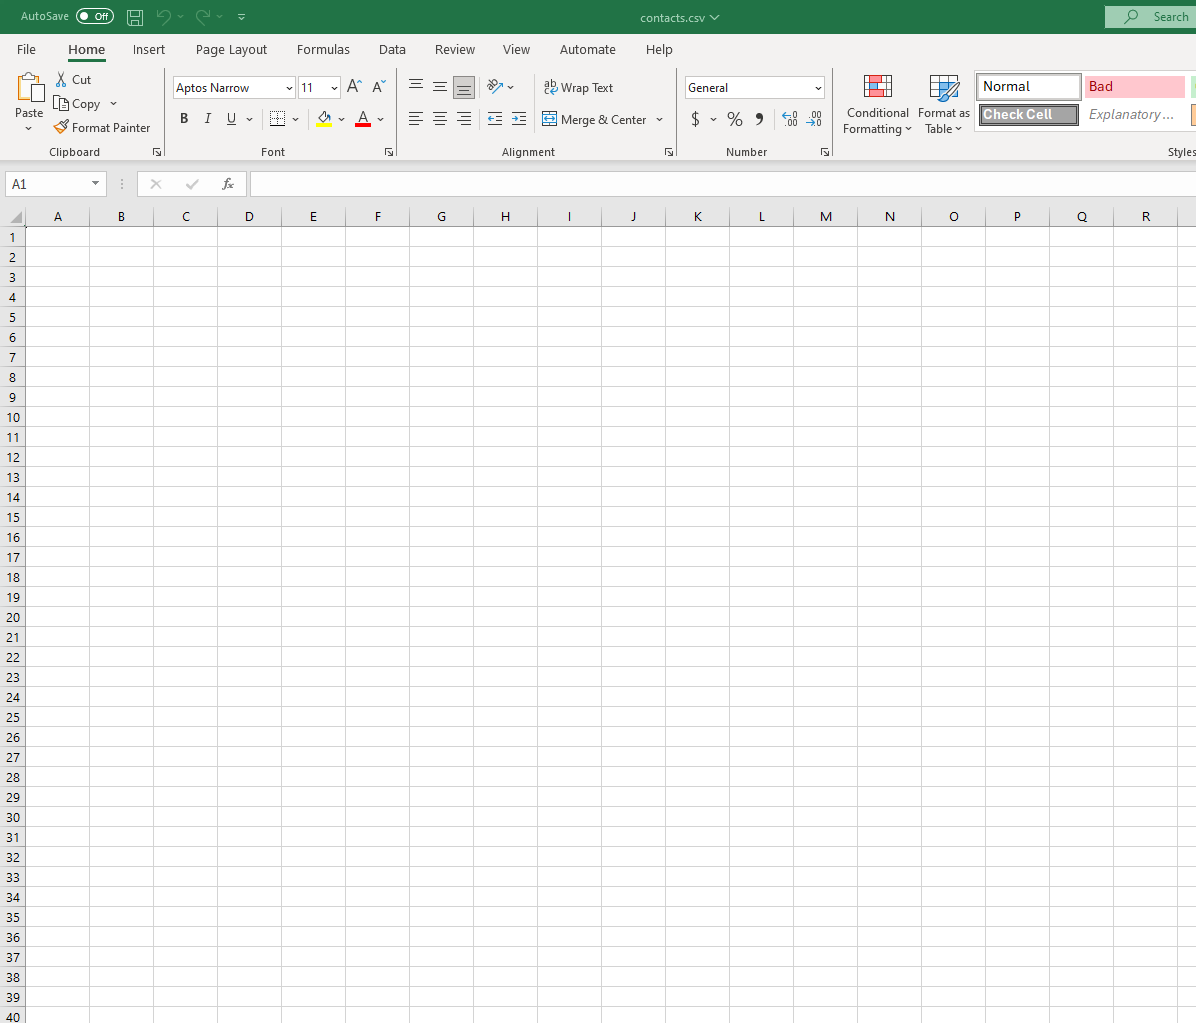 AutoSave Off contacts.csv Search
File Home Insert Page Layout Formulas Data Review View Automate Help
Paste Cut Copy Format Painter
Clipboard
Aptos Narrow 11 A A
B I U A
Font
ab Wrap Text
Merge & Center
Alignment
General
$ % 9 .00 .00
Number
Conditional Formatting
Format as Table
Normal Bad
Check Cell Explanatory ...
Styles
A1 fx
A B C D E F G H I J K L M N O P Q R
1
2
3
4
5
6
7
8
9
10
11
12
13
14
15
16
17
18
19
20
21
22
23
24
25
26
27
28
29
30
31
32
33
34
35
36
37
38
39
40